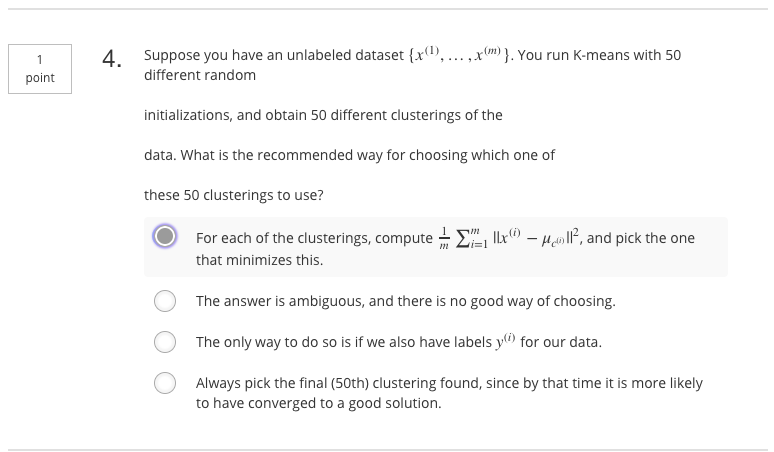 1
point
4.
Suppose you have an unlabeled dataset {x⁽¹⁾, … , x⁽ᵐ⁾}. You run K-means with 50
different random
initializations, and obtain 50 different clusterings of the
data. What is the recommended way for choosing which one of
these 50 clusterings to use?
For each of the clusterings, compute $\frac{1}{m} \sum_{i=1}^{m} ||x^{(i)} - \mu_{c^{(i)}}||^2$, and pick the one
that minimizes this.
The answer is ambiguous, and there is no good way of choosing.
The only way to do so is if we also have labels y⁽ⁱ⁾ for our data.
Always pick the final (50th) clustering found, since by that time it is more likely
to have converged to a good solution.